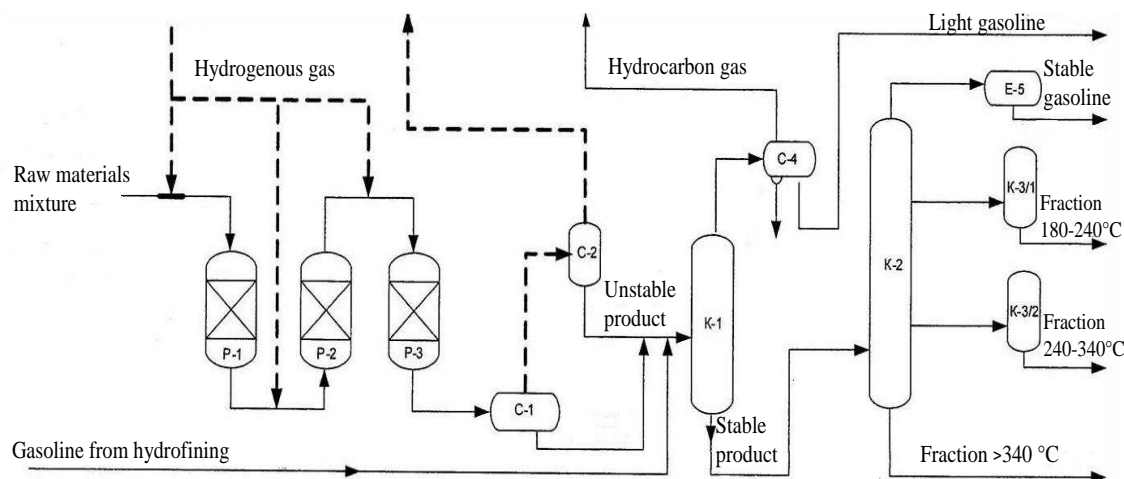 Light gasoline
Hydrogenous gas
Hydrocarbon gas
E-5
Stable
gasoline
C-4
Raw materials
mixture
K-3/1
Fraction
180-240°C
C-2
K-2
Unstable
product
K-1
K-3/2
Fraction
240-340°C
P-1
P-2
P-3
C-1
Stable
product
Gasoline from hydrofining
Fraction >340 °C